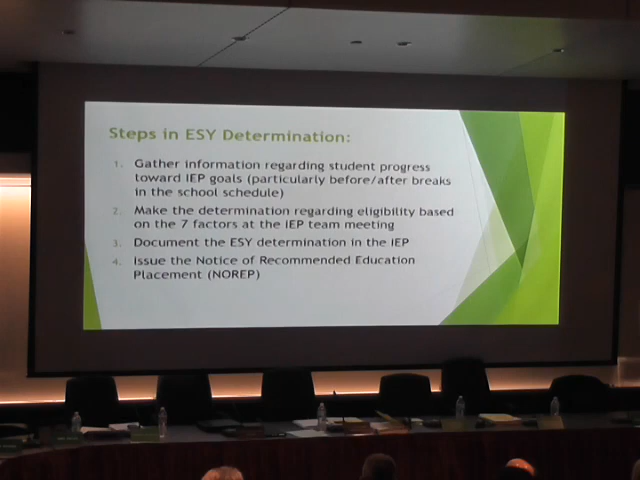 Steps in ESY Determination:
1. Gather information regarding student progress
toward IEP goals (particularly before/after breaks
in the school schedule)
2. Make the determination regarding eligibility based
on the 7 factors at the IEP team meeting
3. Document the ESY determination in the IEP
4. Issue the Notice of Recommended Education
Placement (NOREP)